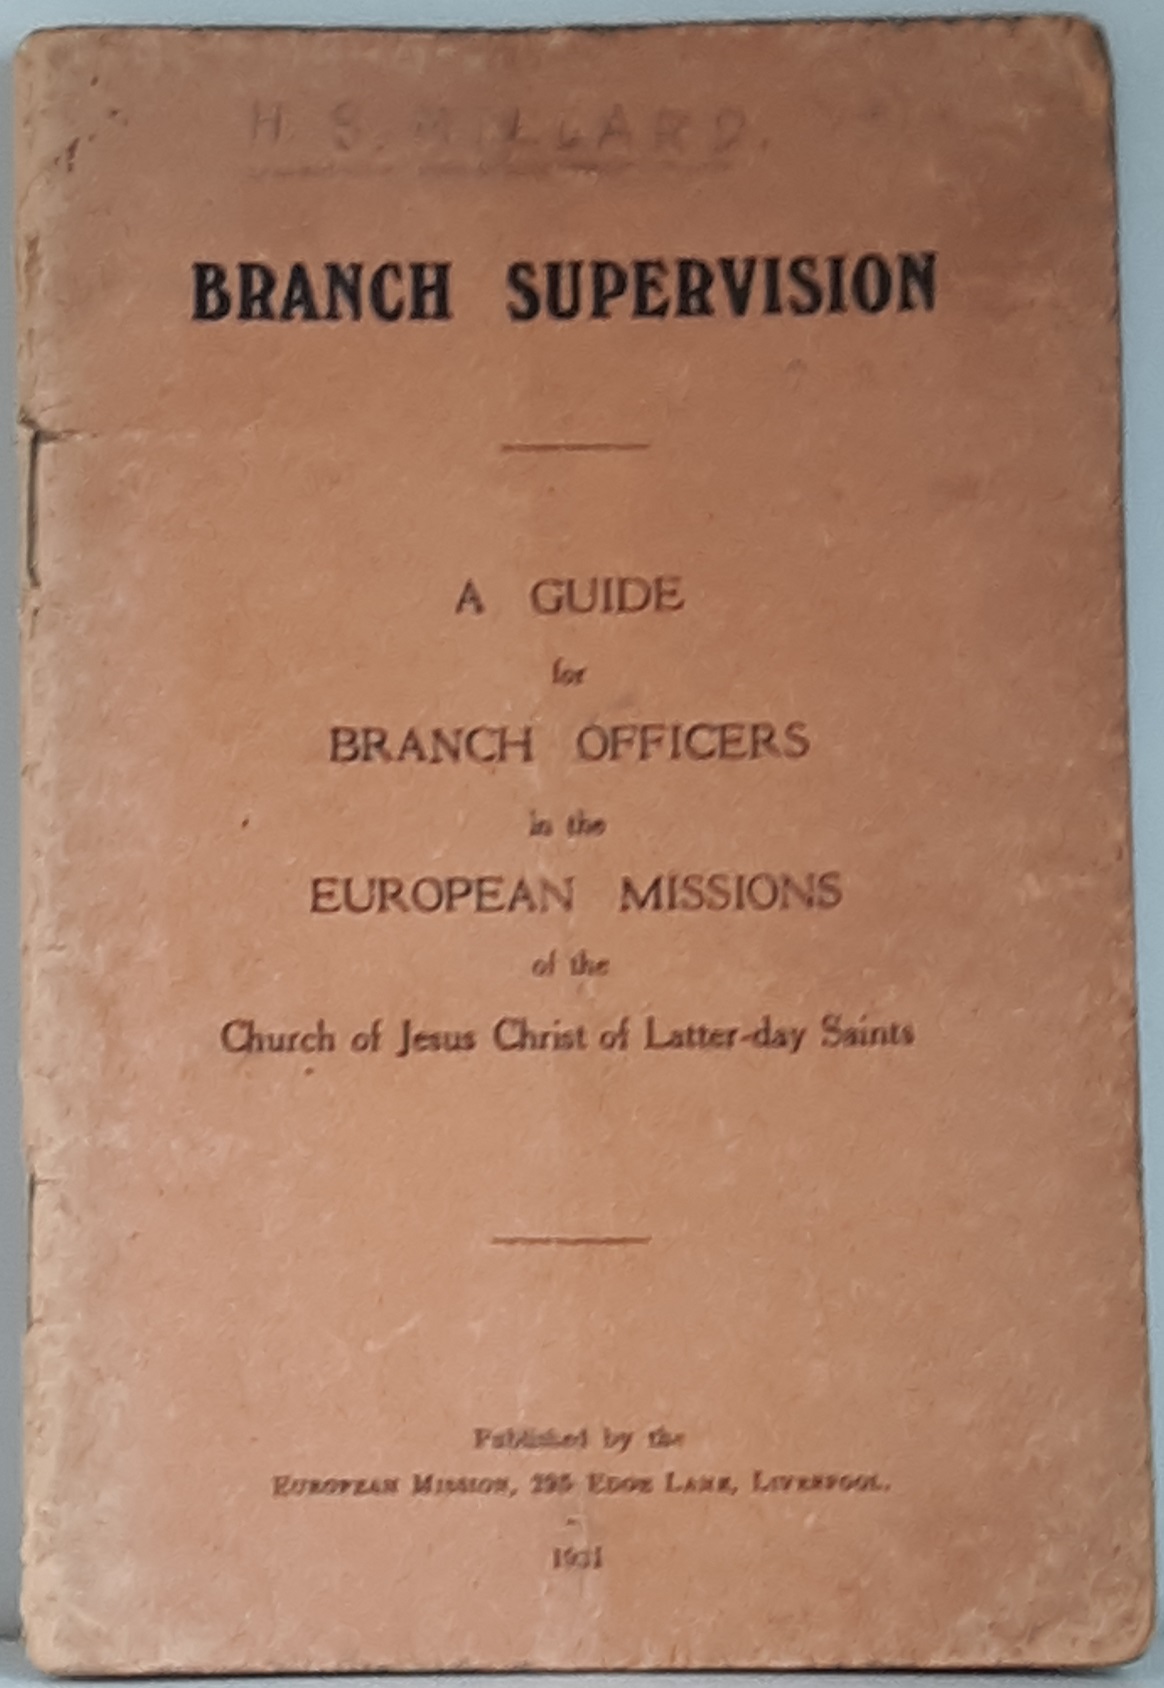 H. S. MILLARD.
BRANCH SUPERVISION
A GUIDE
for
BRANCH OFFICERS
in the
EUROPEAN MISSIONS
of the
Church of Jesus Christ of Latter-day Saints
Published by the
EUROPEAN MISSION, 295 EDGE LANE, LIVERPOOL.
1931